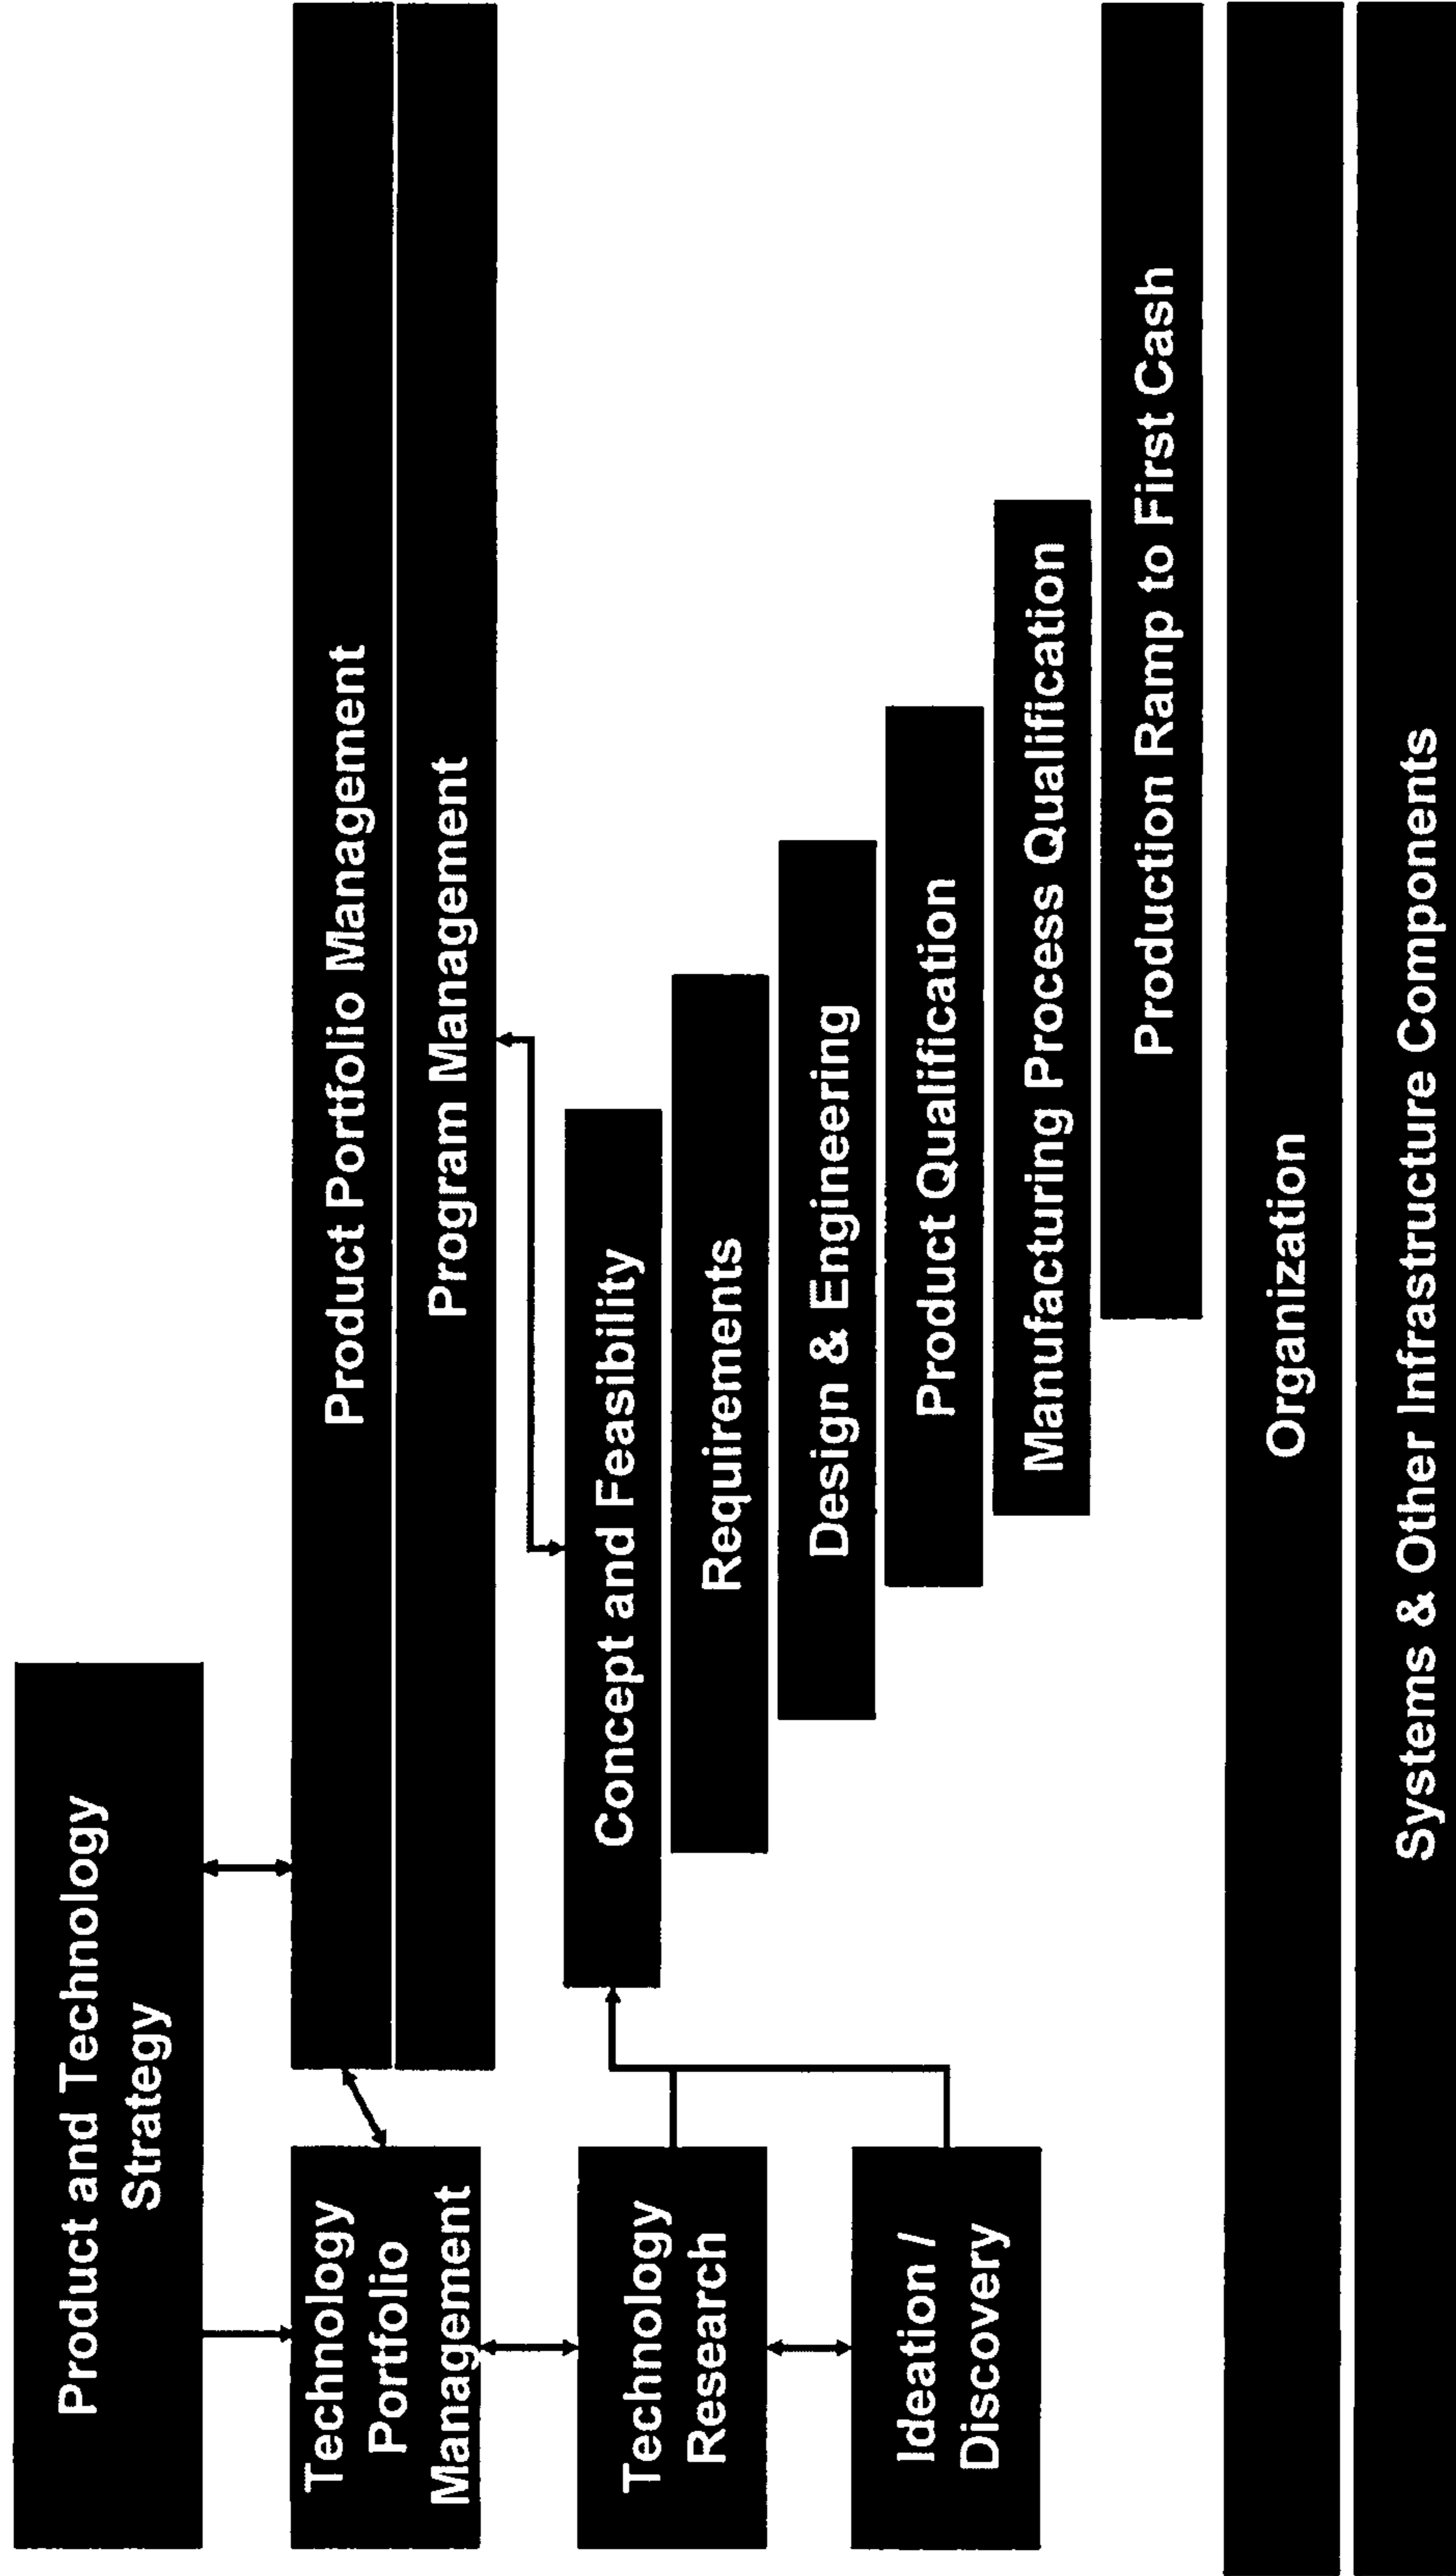 Product and Technology
Strategy
Technology
Portfolio
Management
Product Portfolio Management
Program Management
Technology
Research
Ideation /
Discovery
Concept and Feasibility
Requirements
Design & Engineering
Product Qualification
Manufacturing Process Qualification
Production Ramp to First Cash
Organization
Systems & Other Infrastructure Components